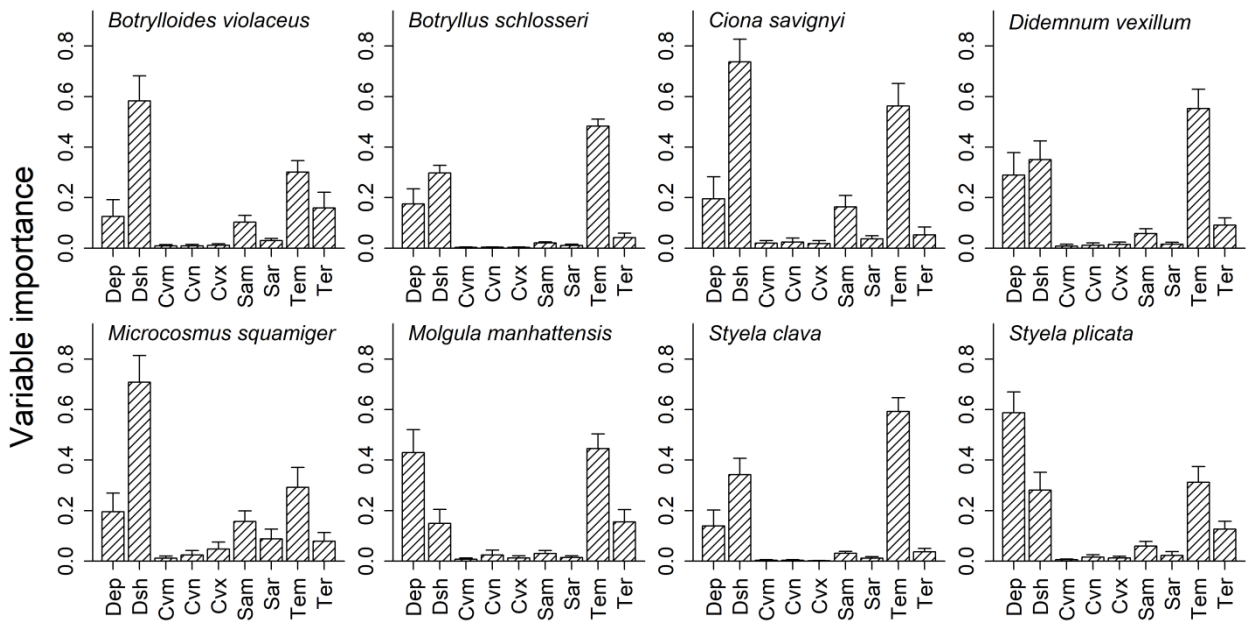 Variable importance
Botrylloides violaceus
0.0 0.2 0.4 0.6 0.8
Dep Dsh Cvm Cvn Cvx Sam Sar Tem Ter
Botryllus schlosseri
0.0 0.2 0.4 0.6 0.8
Dep Dsh Cvm Cvn Cvx Sam Sar Tem Ter
Ciona savignyi
0.0 0.2 0.4 0.6 0.8
Dep Dsh Cvm Cvn Cvx Sam Sar Tem Ter
Didemnum vexillum
0.0 0.2 0.4 0.6 0.8
Dep Dsh Cvm Cvn Cvx Sam Sar Tem Ter
Microcosmus squamiger
0.0 0.2 0.4 0.6 0.8
Dep Dsh Cvm Cvn Cvx Sam Sar Tem Ter
Molgula manhattensis
0.0 0.2 0.4 0.6 0.8
Dep Dsh Cvm Cvn Cvx Sam Sar Tem Ter
Styela clava
0.0 0.2 0.4 0.6 0.8
Dep Dsh Cvm Cvn Cvx Sam Sar Tem Ter
Styela plicata
0.0 0.2 0.4 0.6 0.8
Dep Dsh Cvm Cvn Cvx Sam Sar Tem Ter